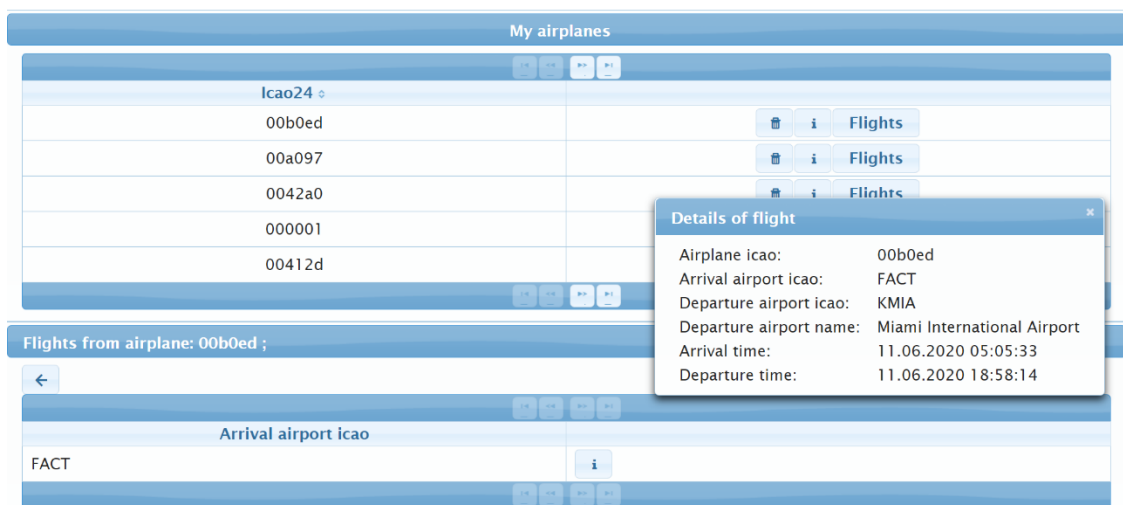 My airplanes
Icao24
00b0ed Flights
00a097 Flights
0042a0 Flights
000001
00412d
Details of flight
Airplane icao: 00b0ed
Arrival airport icao: FACT
Departure airport icao: KMIA
Departure airport name: Miami International Airport
Arrival time: 11.06.2020 05:05:33
Departure time: 11.06.2020 18:58:14
Flights from airplane: 00b0ed ;
Arrival airport icao
FACT